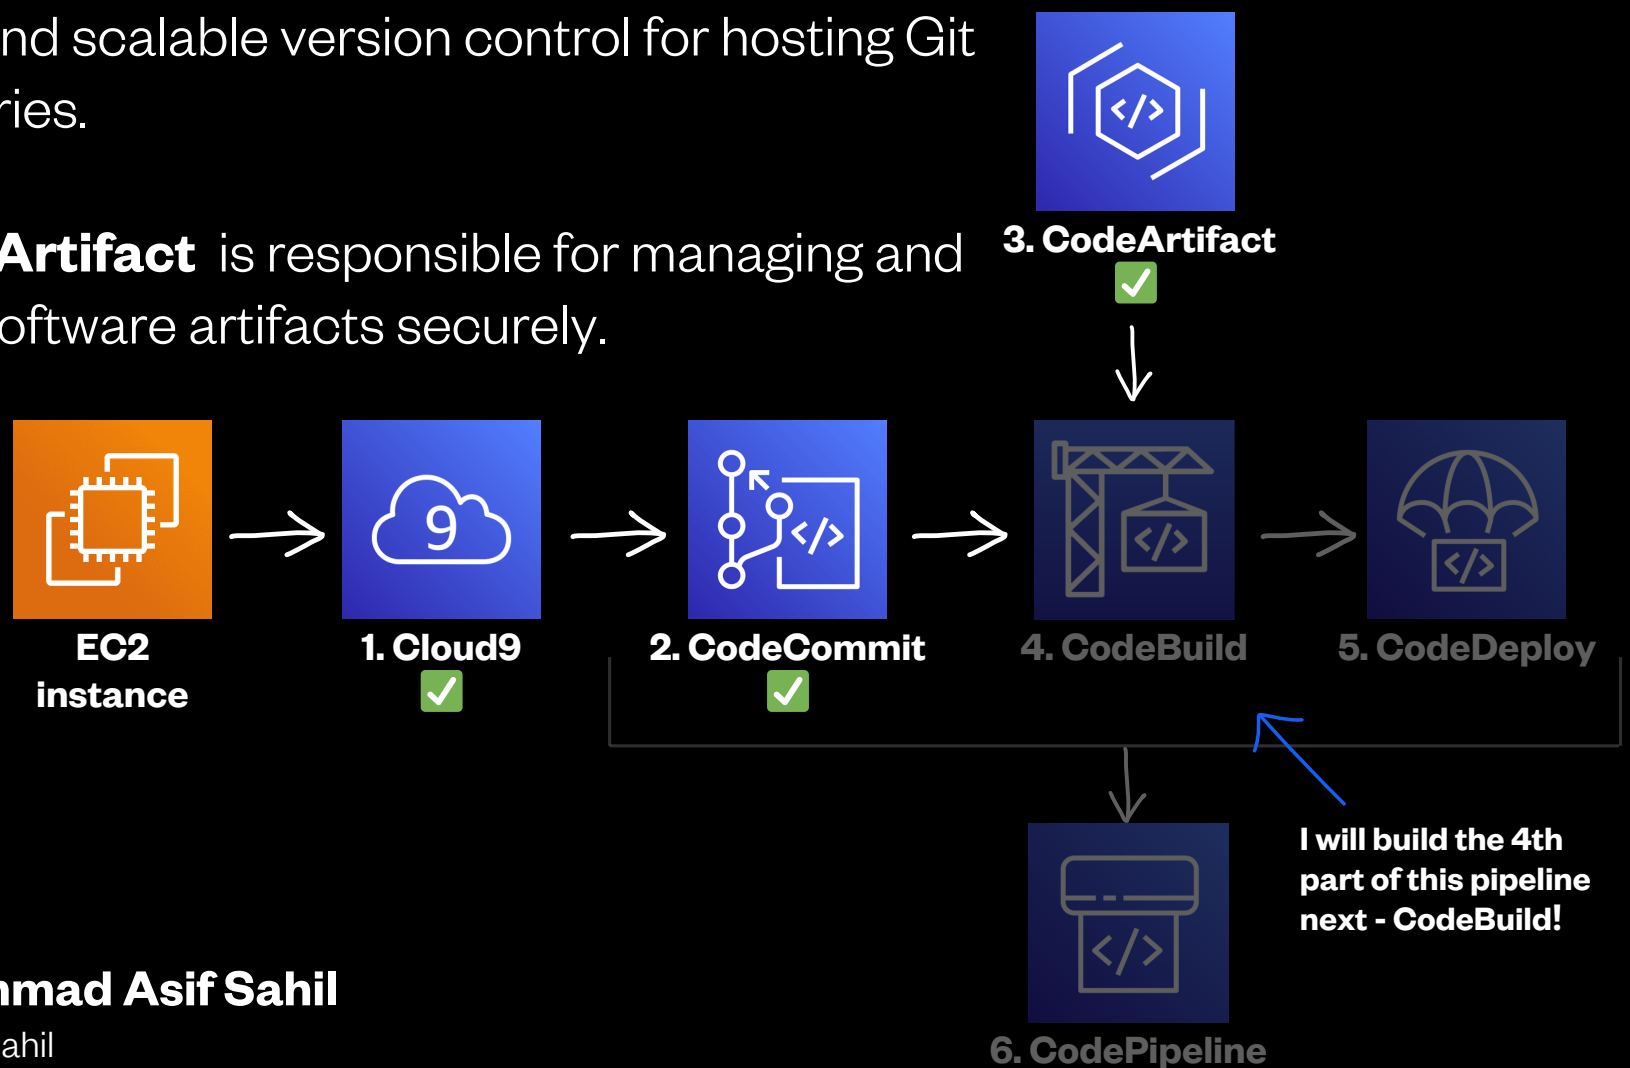 nd scalable version control for hosting Git
ries.
Artifact is responsible for managing and
oftware artifacts securely.
</>
3. CodeArtifact
9
</>
</>
</>
EC2
instance
1. Cloud9
2. CodeCommit
4. CodeBuild
5. CodeDeploy
I will build the 4th
part of this pipeline
next - CodeBuild!
</>
6. CodePipeline
mmad Asif Sahil
ahil